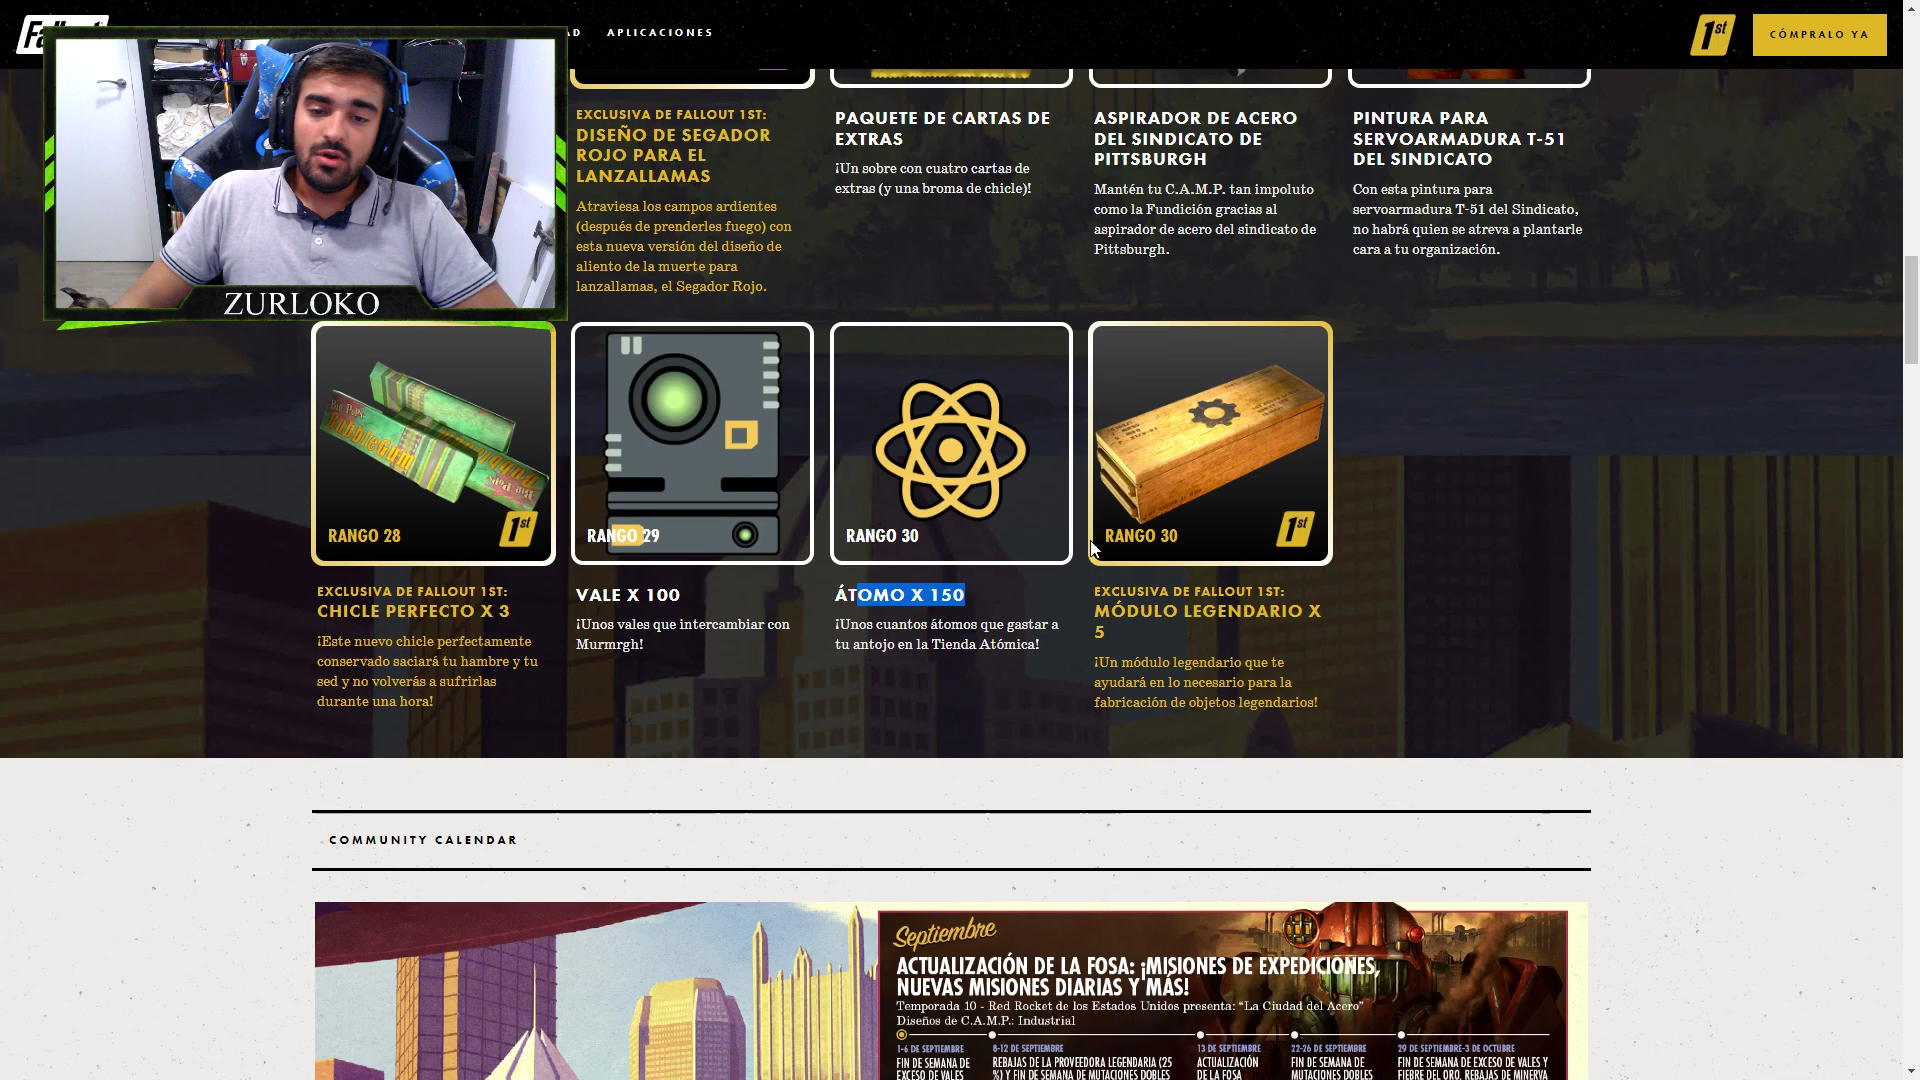 APLICACIONES
1st
CÓMPRALO YA
ZURLOKO
EXCLUSIVA DE FALLOUT 1ST:
DISEÑO DE SEGADOR
ROJO PARA EL
LANZALLAMAS
Atraviesa los campos ardientes
(después de prenderles fuego) con
esta nueva versión del diseño de
aliento de la muerte para
lanzallamas, el Segador Rojo.
PAQUETE DE CARTAS DE
EXTRAS
¡Un sobre con cuatro cartas de
extras (y una broma de chicle)!
ASPIRADOR DE ACERO
DEL SINDICATO DE
PITTSBURGH
Mantén tu C.A.M.P. tan impoluto
como la Fundición gracias al
aspirador de acero del sindicato de
Pittsburgh.
PINTURA PARA
SERVOARMADURA T-51
DEL SINDICATO
Con esta pintura para
servoarmadura T-51 del Sindicato,
no habrá quien se atreva a plantarle
cara a tu organización.
Big Pops
BubbleGum
RANGO 28
1st
EXCLUSIVA DE FALLOUT 1ST:
CHICLE PERFECTO X 3
¡Este nuevo chicle perfectamente
conservado saciará tu hambre y tu
sed y no volverás a sufrirlas
durante una hora!
RANGO 29
VALE X 100
¡Unos vales que intercambiar con
Murmrgh!
RANGO 30
ÁTOMO X 150
¡Unos cuantos átomos que gastar a
tu antojo en la Tienda Atómica!
RANGO 30
1st
EXCLUSIVA DE FALLOUT 1ST:
MÓDULO LEGENDARIO X
5
¡Un módulo legendario que te
ayudará en lo necesario para la
fabricación de objetos legendarios!
COMMUNITY CALENDAR
Septiembre
ACTUALIZACIÓN DE LA FOSA: ¡MISIONES DE EXPEDICIONES,
NUEVAS MISIONES DIARIAS Y MÁS!
Temporada 10 - Red Rocket de los Estados Unidos presenta: “La Ciudad del Acero”
Diseños de C.A.M.P.: Industrial
1-6 DE SEPTIEMBRE
FIN DE SEMANA DE
EXCESO DE VALES
8-12 DE SEPTIEMBRE
REBAJAS DE LA PROVEEDORA LEGENDARIA (25
%) Y FIN DE SEMANA DE MUTACIONES DOBLES
13 DE SEPTIEMBRE
ACTUALIZACIÓN
DE LA FOSA
22-26 DE SEPTIEMBRE
FIN DE SEMANA DE
MUTACIONES DOBLES
29 DE SEPTIEMBRE-3 DE OCTUBRE
FIN DE SEMANA DE EXCESO DE VALES Y
FIEBRE DEL ORO, REBAJAS DE MINERVA